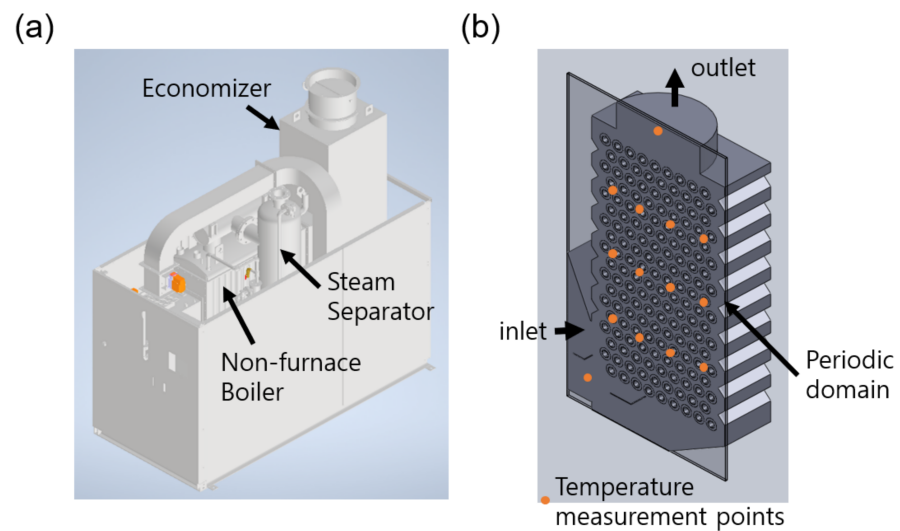 (a)
Economizer
Steam
Separator
Non-furnace
Boiler
(b)
outlet
inlet
Periodic
domain
Temperature
measurement points